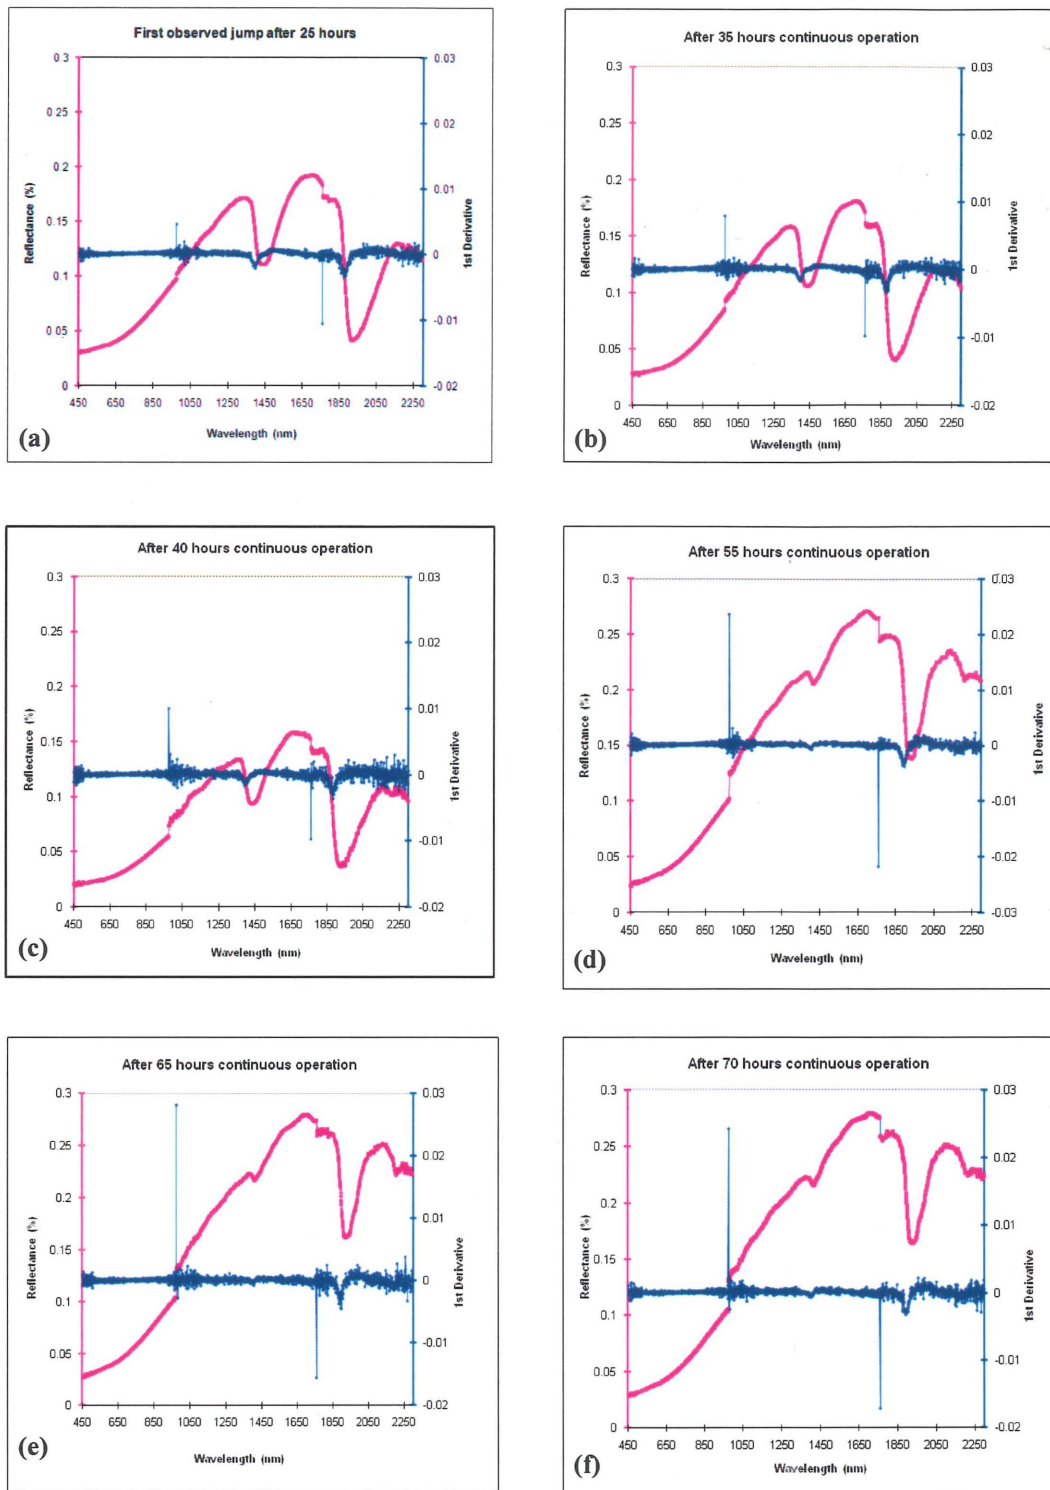 First observed jump after 25 hours
0.3
0 25
0.2
0.15
0.1
0 05
0
0.03
0 02
0.01
0
-0 01
-0 02
Reflectance (%)
1st Derivative
450 650 850 1050 1250 1450 1650 1850 2050 2250
Wavelength (nm)
(a)
After 35 hours continuous operation
0.3
0.25
0.2
0.15
0.1
0.05
0
0.03
0.02
0.01
0
-0.01
-0.02
Reflectance (%)
1st Derivative
450 650 850 1050 1250 1450 1650 1850 2050 2250
Wavelength (nm)
(b)
After 40 hours continuous operation
0.3
0.25
0.2
0.15
0.1
0.05
0
0.03
0.02
0.01
0
-0.01
-0.02
Reflectance (%)
1st Derivative
450 650 850 1050 1250 1450 1650 1850 2050 2250
Wavelength (nm)
(c)
After 55 hours continuous operation
0.3
0.25
0.2
0.15
0.1
0.05
0
0.03
0.02
0.01
0
-0.01
-0.02
-0.03
Reflectance (%)
1st Derivative
450 650 850 1050 1250 1450 1650 1850 2050 2250
Wavelength (nm)
(d)
After 65 hours continuous operation
0.3
0.25
0.2
0.15
0.1
0.05
0
0.03
0.02
0.01
0
-0.01
-0.02
Reflectance (%)
1st Derivative
450 650 850 1050 1250 1450 1650 1850 2050 2250
Wavelength (nm)
(e)
After 70 hours continuous operation
0.3
0.25
0.2
0.15
0.1
0.05
0
0.03
0.02
0.01
0
-0.01
-0.02
Reflectance (%)
1st Derivative
450 650 850 1050 1250 1450 1650 1850 2050 2250
Wavelength (nm)
(f)